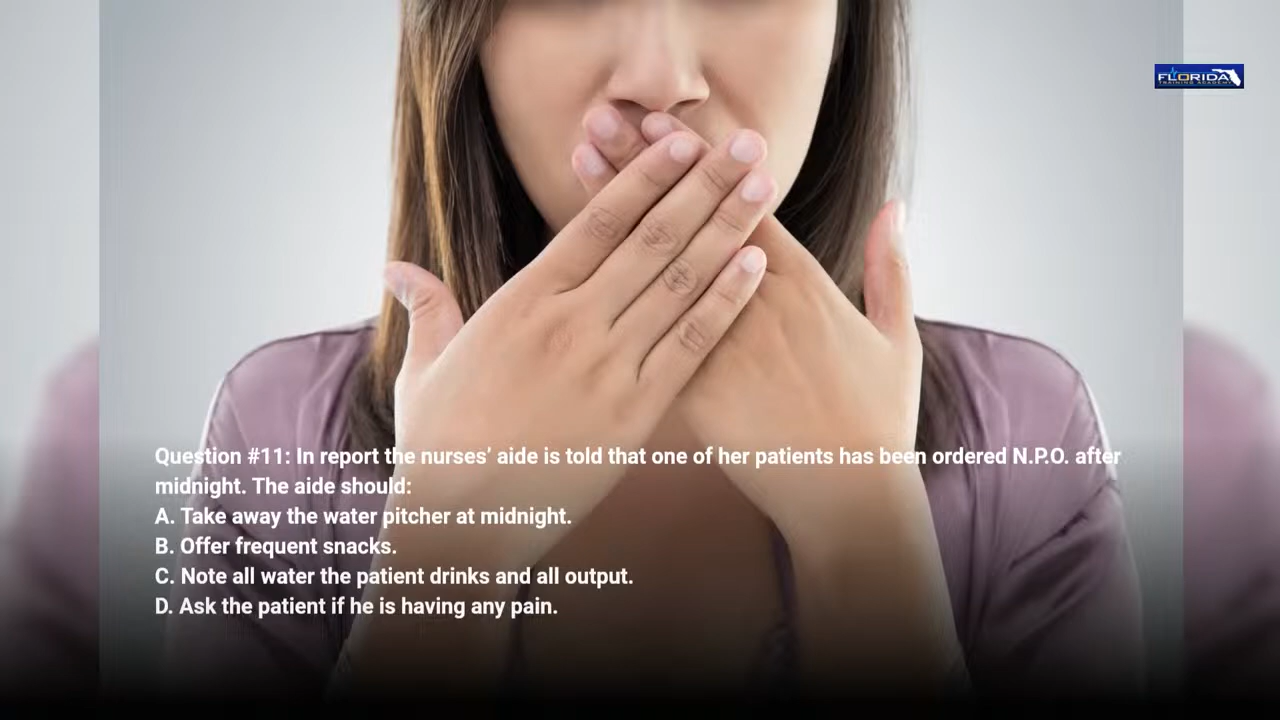 FLORIDA
TRAINING ACADEMY
Question #11: In report the nurses’ aide is told that one of her patients has been ordered N.P.O. after
midnight. The aide should:
A. Take away the water pitcher at midnight.
B. Offer frequent snacks.
C. Note all water the patient drinks and all output.
D. Ask the patient if he is having any pain.